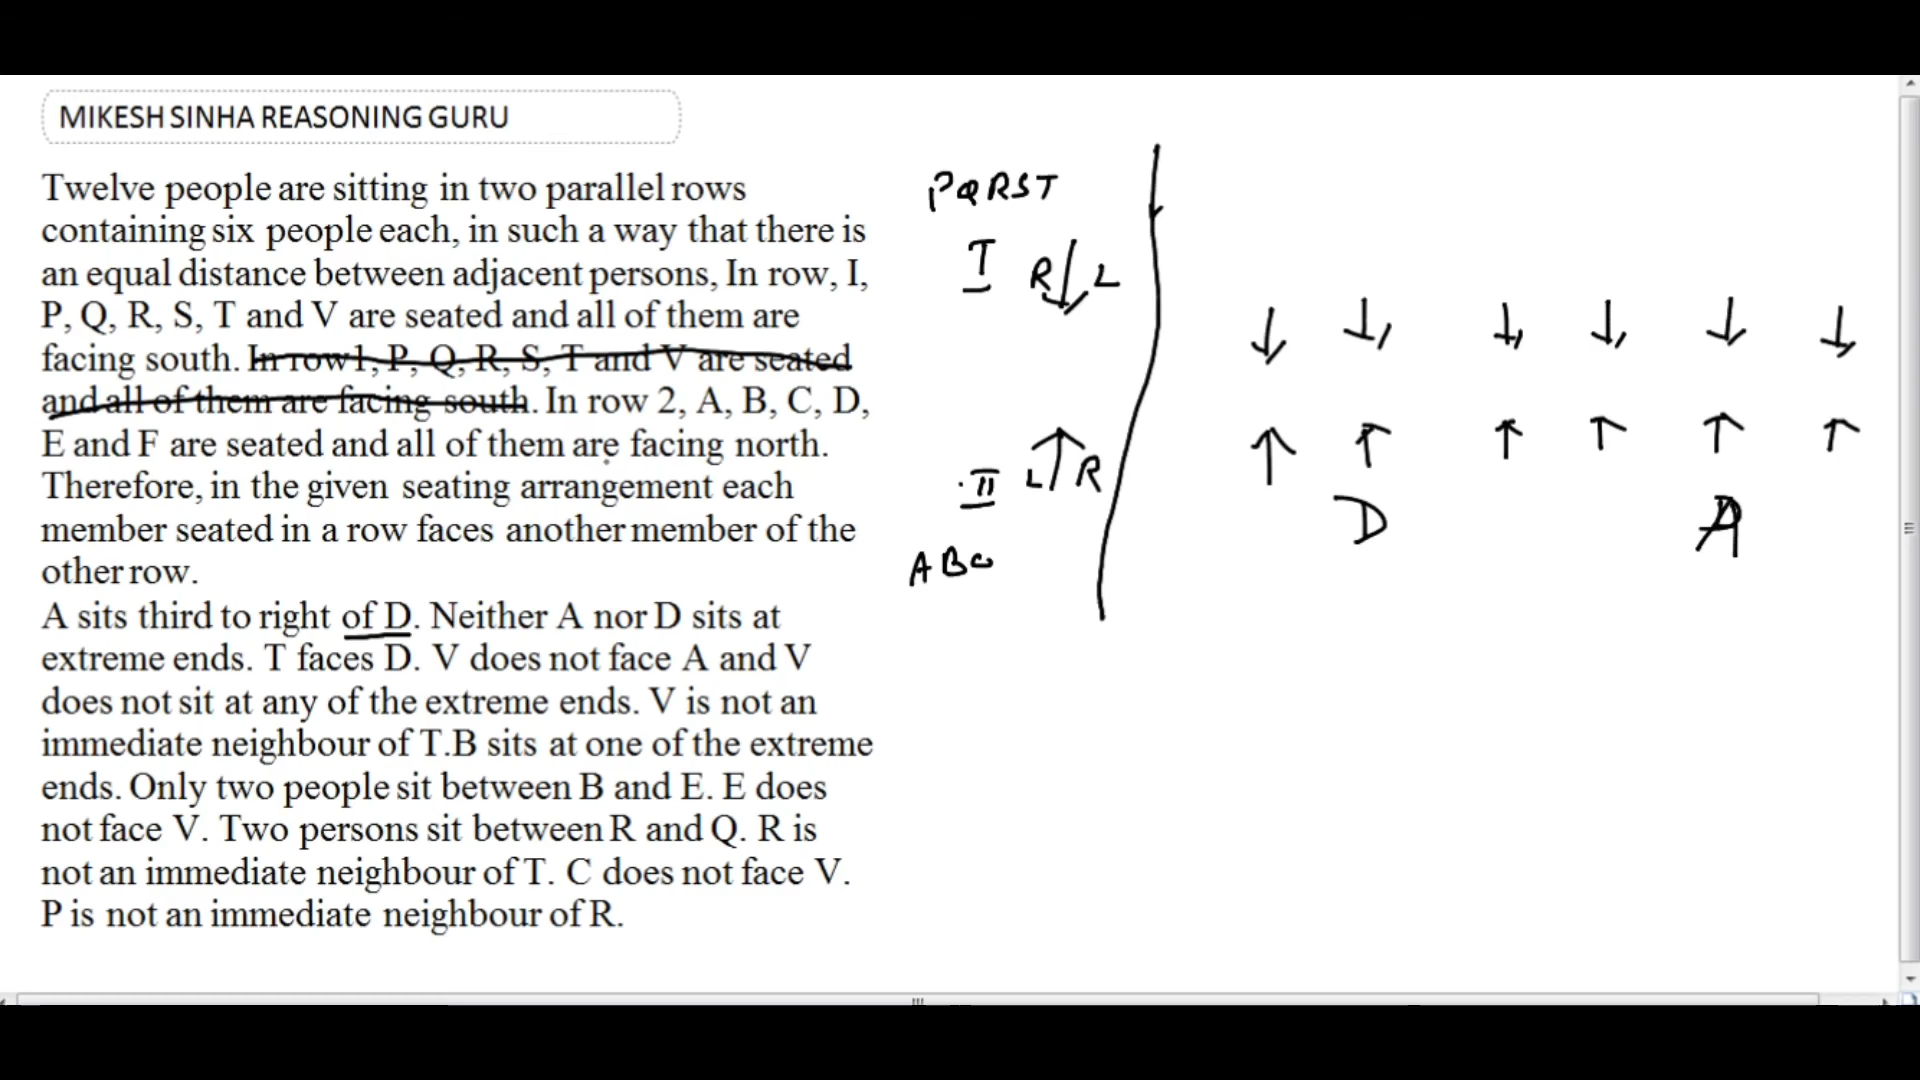 MIKESH SINHA REASONING GURU
Twelve people are sitting in two parallel rows
containing six people each, in such a way that there is
an equal distance between adjacent persons, In row, I,
P, Q, R, S, T and V are seated and all of them are
facing south. In row1, P, Q, R, S, T and V are seated
and all of them are facing south. In row 2, A, B, C, D,
E and F are seated and all of them are facing north.
Therefore, in the given seating arrangement each
member seated in a row faces another member of the
other row.
A sits third to right of D. Neither A nor D sits at
extreme ends. T faces D. V does not face A and V
does not sit at any of the extreme ends. V is not an
immediate neighbour of T.B sits at one of the extreme
ends. Only two people sit between B and E. E does
not face V. Two persons sit between R and Q. R is
not an immediate neighbour of T. C does not face V.
P is not an immediate neighbour of R.
PQRST
I R L
II L R
ABC
D A